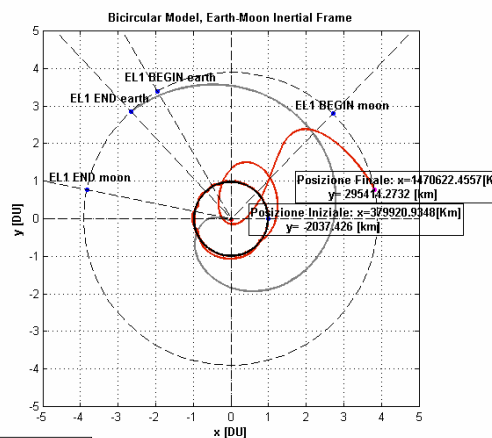 Bicircular Model, Earth-Moon Inertial Frame
5
4
3
2
1
0
-1
-2
-3
-4
-5
y [DU]
EL1 BEGIN earth
EL1 END earth
EL1 BEGIN moon
EL1 END moon
Posizione Finale: x=1470622.4557[K
y= 295414.2732 [km]
Posizione Iniziale: x=379920.9348[Km]
y= -2037.426 [km]
-5 -4 -3 -2 -1 0 1 2 3 4 5
x [DU]